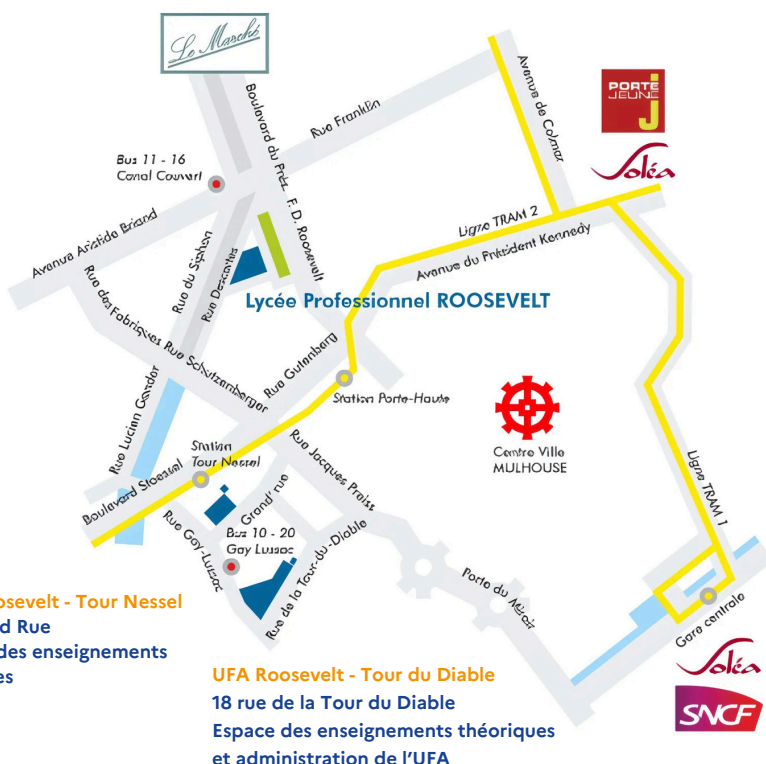 Le Marché
Boulevard du Prés. F. D. Roosevelt
Rue Franklin
Avenue de Colmar
PORTE
JEUNE
J
Soléa
Bus 11 - 16
Canal Couvert
Avenue Aristide Briand
Rue du Siphon
Rue Descartes
Ligne TRAM 2
Avenue du Président Kennedy
Lycée Professionnel ROOSEVELT
Rue des Fabriques
Rue Schutzenberger
Rue Gutenberg
Station Porte-Haute
Rue Lucien Gander
Station
Tour Nessel
Boulevard Stoessel
Centre Ville
MULHOUSE
Rue Jacques Preiss
Grand' rue
Ligne TRAM 1
Rue Gay-Lussac
Bus 10 - 20
Gay Lussac
Rue de la Tour-du-Diable
Porte du Miroir
Gare centrale
Soléa
SNCF
osevelt - Tour Nessel
d Rue
des enseignements
es
UFA Roosevelt - Tour du Diable
18 rue de la Tour du Diable
Espace des enseignements théoriques
et administration de l'UFA